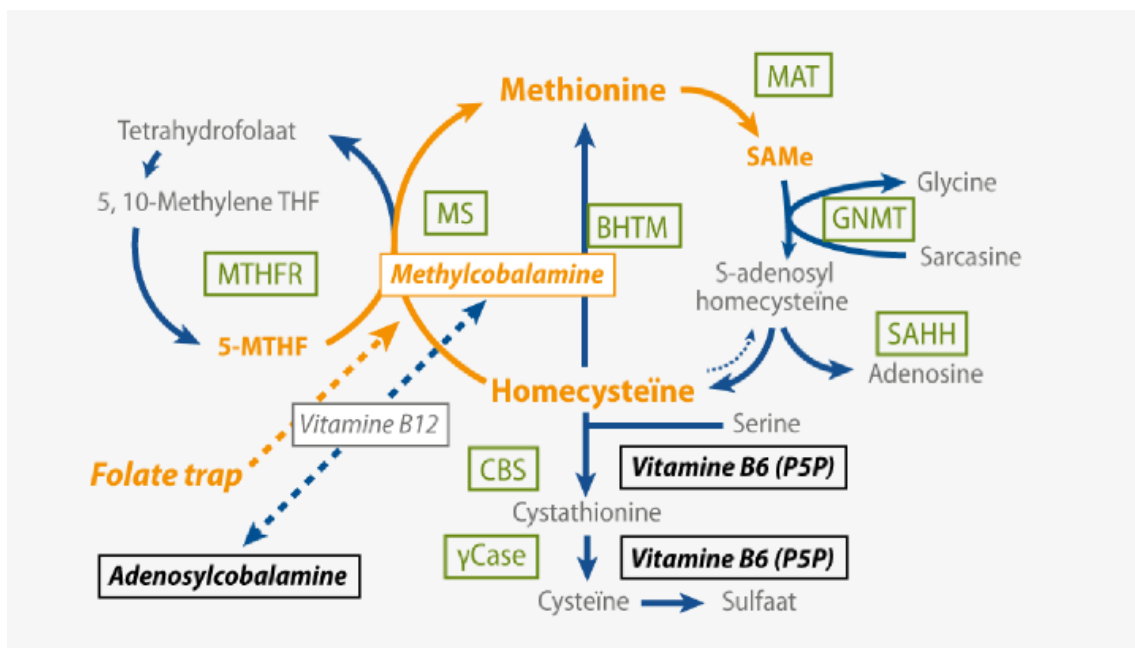 MAT
Methionine
Tetrahydrofolaat
SAMe
Glycine
5, 10-Methylene THF
MS
BHTM
GNMT
Sarcasine
MTHFR
Methylcobalamine
S-adenosyl
homecysteïne
SAHH
5-MTHF
Adenosine
Homecysteïne
Vitamine B12
Serine
Folate trap
CBS
Vitamine B6 (P5P)
Cystathionine
γCase
Vitamine B6 (P5P)
Adenosylcobalamine
Cysteïne
Sulfaat